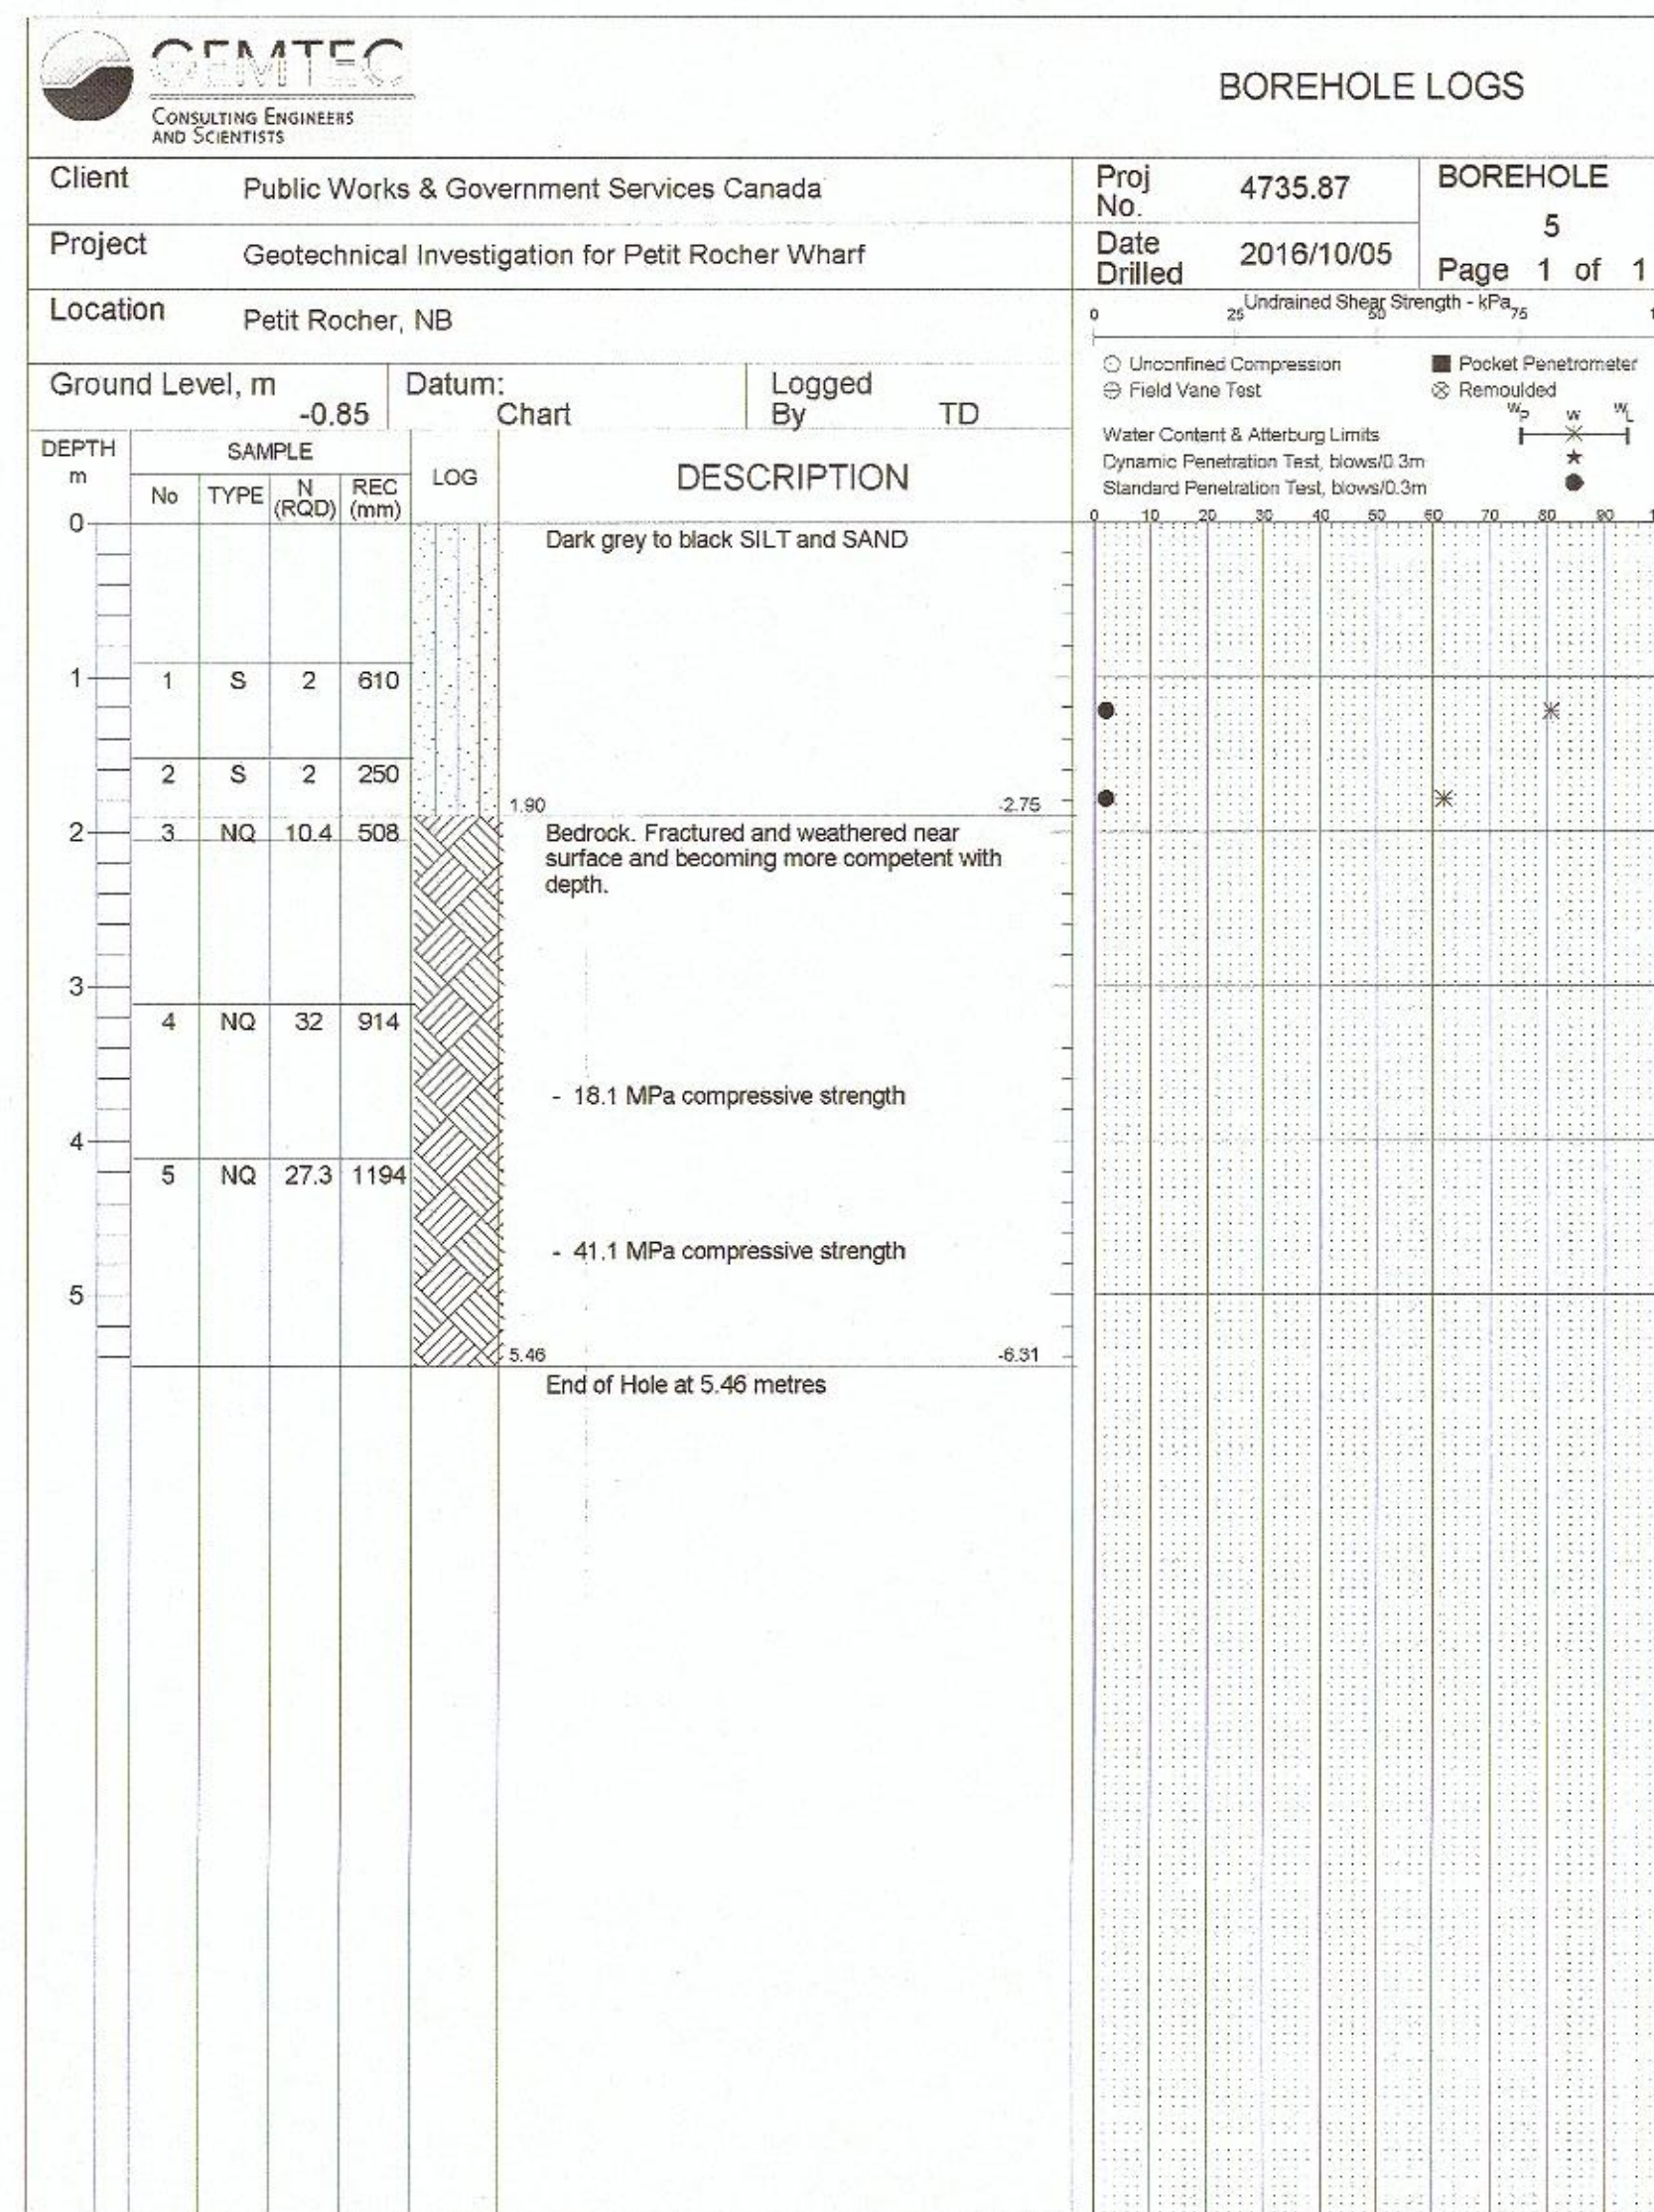 GEMTEC
CONSULTING ENGINEERS
AND SCIENTISTS
BOREHOLE LOGS
Client Public Works & Government Services Canada
Proj No. 4735.87
BOREHOLE
5
Page 1 of 1
Project Geotechnical Investigation for Petit Rocher Wharf
Date Drilled 2016/10/05
Location Petit Rocher, NB
Undrained Shear Strength - kPa
0 25 50 75
Ground Level, m -0.85
Datum: Chart
Logged By TD
Unconfined Compression
Pocket Penetrometer
Field Vane Test
Remoulded
Wp W WL
Water Content & Atterburg Limits
Dynamic Penetration Test, blows/0.3m
Standard Penetration Test, blows/0.3m
DEPTH m
SAMPLE
No TYPE N (RQD) REC (mm)
LOG
DESCRIPTION
0 10 20 30 40 50 60 70 80 90
0
Dark grey to black SILT and SAND
1
1 S 2 610
2 S 2 250
1.90 -2.75
2
3 NQ 10.4 508
Bedrock. Fractured and weathered near
surface and becoming more competent with
depth.
3
4 NQ 32 914
- 18.1 MPa compressive strength
4
5 NQ 27.3 1194
- 41.1 MPa compressive strength
5
5.46 -6.31
End of Hole at 5.46 metres